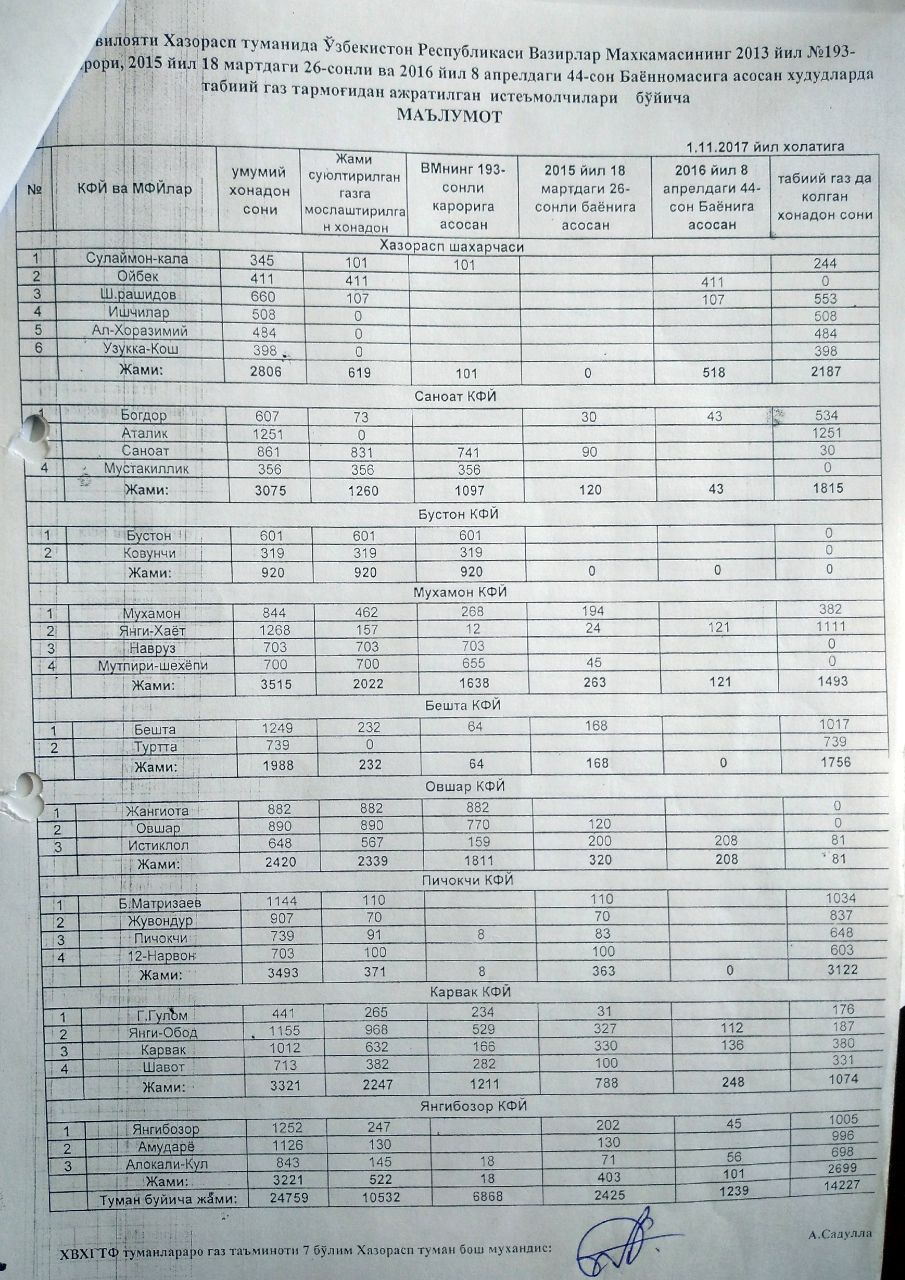 вилояти Хазорасп туманида Ўзбекистон Республикаси Вазирлар Махкамасининг 2013 йил №193-
рори, 2015 йил 18 мартдаги 26-сонли ва 2016 йил 8 апрелдаги 44-сон Баённомасига асосан худудларда
табиий газ тармоғидан ажратилган истеъмолчилари бўйича
МАЪЛУМОТ
1.11.2017 йил холатига
№ КФЙ ва МФЙлар умумий хонадон сони Жами суюлтирилган газга мослаштирилга н хонадон ВМнинг 193-сонли карорига асосан 2015 йил 18 мартдаги 26-сонли баёнига асосан 2016 йил 8 апрелдаги 44-сон Баёнига асосан табиий газ да колган хонадон сони
Хазорасп шахарчаси
1 Сулаймон-кала 345 101 101 244
2 Ойбек 411 411 411 0
3 Ш.рашидов 660 107 107 553
4 Ишчилар 508 0 508
5 Ал-Хоразимий 484 0 484
6 Узукка-Кош 398 0 398
Жами: 2806 619 101 0 518 2187
Саноат КФЙ
1 Богдор 607 73 30 43 534
Аталик 1251 0 1251
Саноат 861 831 741 90 30
4 Мустакиллик 356 356 356 0
Жами: 3075 1260 1097 120 43 1815
Бустон КФЙ
1 Бустон 601 601 601 0
2 Ковунчи 319 319 319 0
Жами: 920 920 920 0 0 0
Мухамон КФЙ
1 Мухамон 844 462 268 194 382
2 Янги-Хаёт 1268 157 12 24 121 1111
3 Навруз 703 703 703 0
4 Мутпири-шехёпи 700 700 655 45 0
Жами: 3515 2022 1638 263 121 1493
Бешта КФЙ
1 Бешта 1249 232 64 168 1017
2 Туртта 739 0 739
Жами: 1988 232 64 168 0 1756
Овшар КФЙ
1 Жангиота 882 882 882 0
2 Овшар 890 890 770 120 0
3 Истиклол 648 567 159 200 208 81
Жами: 2420 2339 1811 320 208 81
Пичокчи КФЙ
1 Б.Матризаев 1144 110 110 1034
2 Жувондур 907 70 70 837
3 Пичокчи 739 91 8 83 648
4 12-Нарвон 703 100 100 603
Жами: 3493 371 8 363 0 3122
Карвак КФЙ
1 Г.Гулом 441 265 234 31 176
2 Янги-Обод 1155 968 529 327 112 187
3 Карвак 1012 632 166 330 136 380
4 Шавот 713 382 282 100 331
Жами: 3321 2247 1211 788 248 1074
Янгибозор КФЙ
1 Янгибозор 1252 247 202 45 1005
2 Амударё 1126 130 130 996
3 Алокали-Кул 843 145 18 71 56 698
Жами: 3221 522 18 403 101 2699
Туман буйича жами: 24759 10532 6868 2425 1239 14227
ХВХГТФ туманлараро газ таъминоти 7 бўлим Хазорасп туман бош мухандис:
А.Садулла